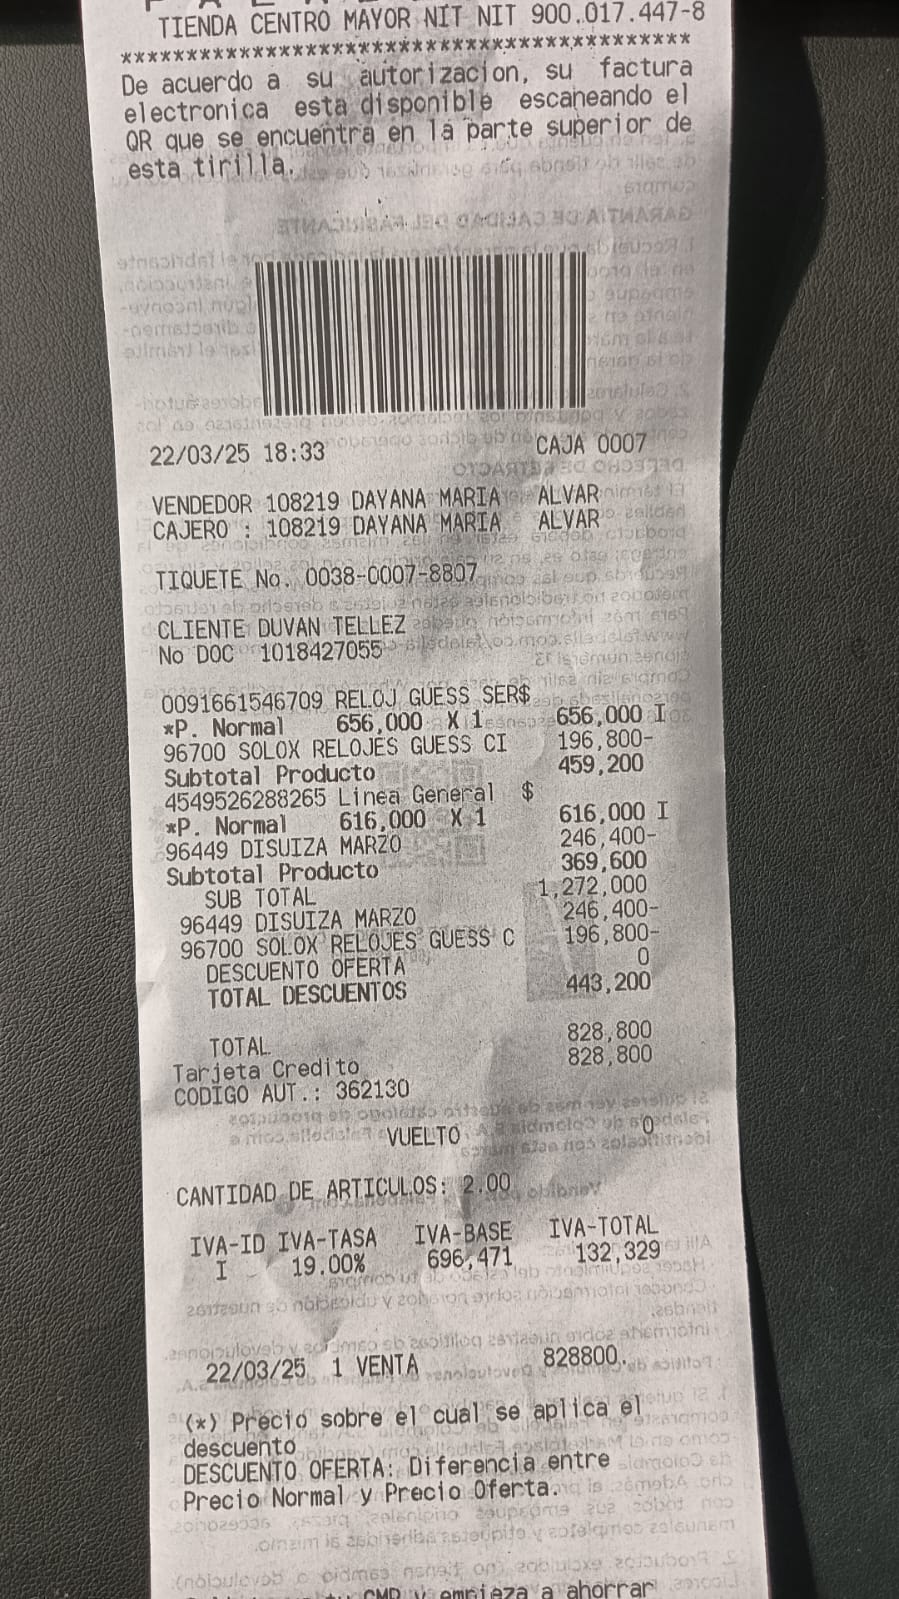 TIENDA CENTRO MAYOR NIT NIT 900.017.447-8
*******************************************
De acuerdo a su autorizacion, su factura
electronica esta disponible escaneando el
QR que se encuentra en la parte superior de
esta tirilla.
22/03/25 18:33 CAJA 0007
VENDEDOR 108219 DAYANA MARIA ALVAR
CAJERO : 108219 DAYANA MARIA ALVAR
TIQUETE No. 0038-0007-8807
CLIENTE DUVAN TELLEZ
No DOC 1018427055
0091661546709 RELOJ GUESS SER$
*P. Normal 656,000 X 1 656,000 I
96700 SOLOX RELOJES GUESS CI 196,800-
Subtotal Producto 459,200
4549526288265 Linea General $
*P. Normal 616,000 X 1 616,000 I
96449 DISUIZA MARZO 246,400-
Subtotal Producto 369,600
SUB TOTAL 1,272,000
96449 DISUIZA MARZO 246,400-
96700 SOLOX RELOJES GUESS C 196,800-
DESCUENTO OFERTA 0
TOTAL DESCUENTOS 443,200
TOTAL 828,800
Tarjeta Credito 828,800
CODIGO AUT.: 362130
VUELTO 0
CANTIDAD DE ARTICULOS: 2.00
IVA-ID IVA-TASA IVA-BASE IVA-TOTAL
I 19.00% 696,471 132,329
22/03/25 1 VENTA 828800.
(*) Precio sobre el cual se aplica el
descuento
DESCUENTO OFERTA: Diferencia entre
Precio Normal y Precio Oferta.
CMR y empieza a ahorrar